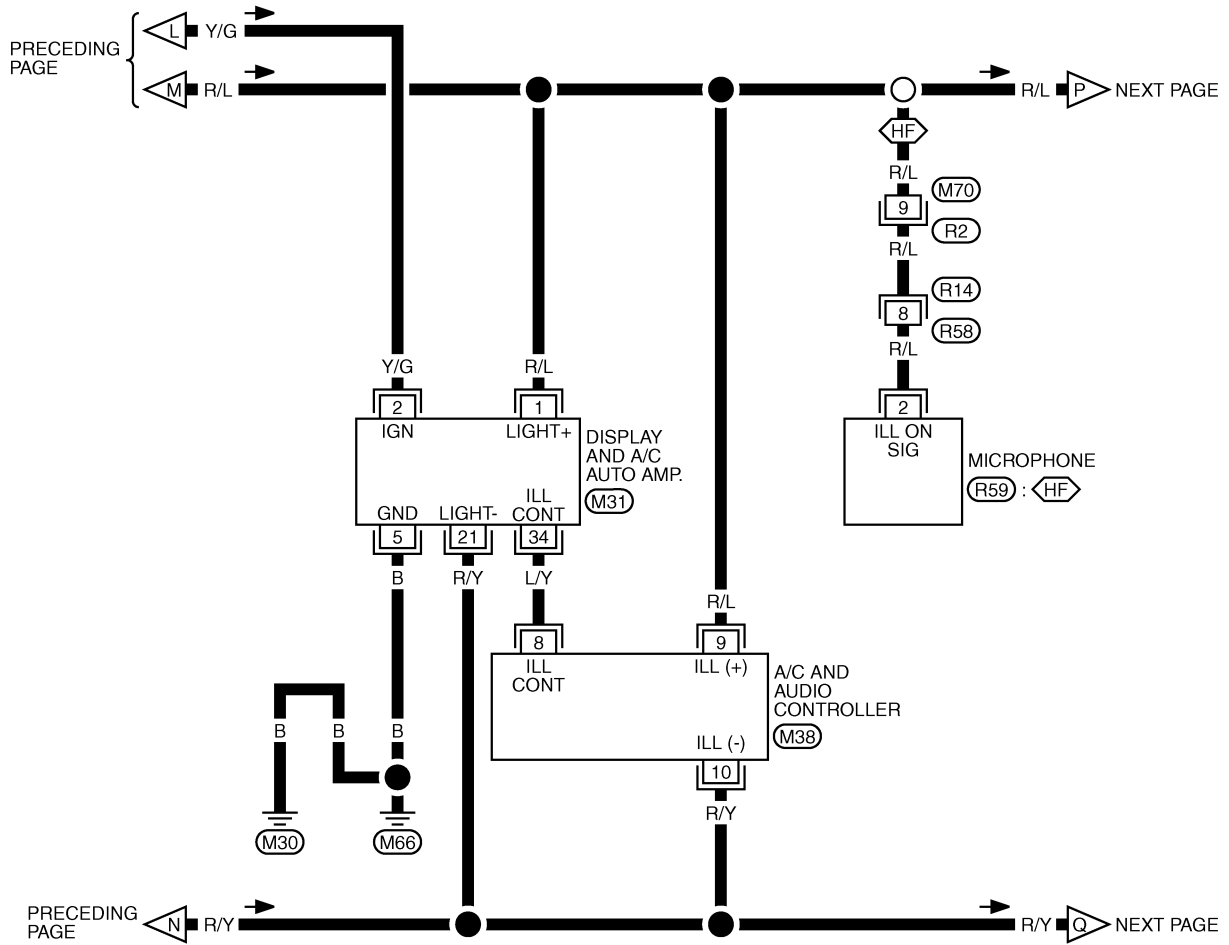 PRECEDING
PAGE
L
Y/G
M
R/L
R/L
P
NEXT PAGE
HF
R/L
9
M70
R2
R/L
8
R14
R58
R/L
2
ILL ON
SIG
MICROPHONE
R59 : HF
Y/G
R/L
2
1
IGN
LIGHT+
DISPLAY
AND A/C
AUTO AMP.
M31
GND
LIGHT-
ILL
CONT
5
21
34
B
R/Y
L/Y
R/L
8
9
ILL
CONT
ILL (+)
A/C AND
AUDIO
CONTROLLER
M38
ILL (-)
10
R/Y
B
B
B
M30
M66
PRECEDING
PAGE
N
R/Y
R/Y
Q
NEXT PAGE